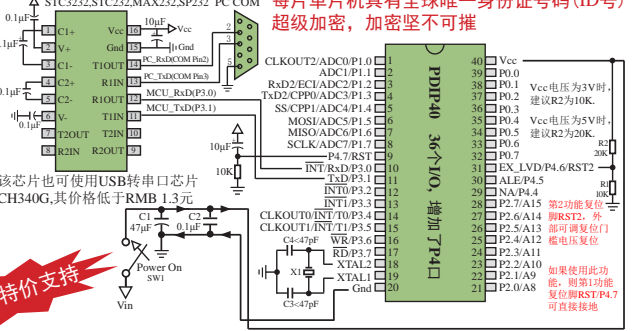 STC3232,STC232,MAX232,SP232 PC COM
每片单片机具有全球唯一身份证号码(ID号)
超级加密，加密坚不可摧
10μF
Vcc
Gnd
0.1μF
1 C1+ Vcc 16
2 V+ Gnd 15
3 C1- T1OUT 14
4 C2+ R1IN 13
5 C2- R1OUT 12
6 V- T1IN 11
7 T2OUT T2IN 10
8 R2IN R2OUT 9
PC_RxD(COM Pin2)
PC_TxD(COM Pin3)
MCU_RxD(P3.0)
MCU_TxD(P3.1)
2
3
5
0.1μF
0.1μF
10μF
10K
该芯片也可使用USB转串口芯片
CH340G,其价格低于RMB 1.3元
C1
47μF
C2
0.1μF
Power On
SW1
Vin
特价支持
PDIP40 36个I/O, 增加了P4口
CLKOUT2/ADC0/P1.0 1
ADC1/P1.1 2
RxD2/ECI/ADC2/P1.2 3
TxD2/CPP0/ADC3/P1.3 4
SS/CPP1/ADC4/P1.4 5
MOSI/ADC5/P1.5 6
MISO/ADC6/P1.6 7
SCLK/ADC7/P1.7 8
P4.7/RST 9
INT/RxD/P3.0 10
TxD/P3.1 11
INT0/P3.2 12
INT1/P3.3 13
CLKOUT0/INT/T0/P3.4 14
CLKOUT1/INT/T1/P3.5 15
WR/P3.6 16
RD/P3.7 17
XTAL2 18
XTAL1 19
Gnd 20
C4<47pF
X1
C3<47pF
40 Vcc
39 P0.0
38 P0.1
37 P0.2
36 P0.3
35 P0.4
34 P0.5
33 P0.6
32 P0.7
31 EX_LVD/P4.6/RST2
30 ALE/P4.5
29 NA/P4.4
28 P2.7/A15
27 P2.6/A14
26 P2.5/A13
25 P2.4/A12
24 P2.3/A11
23 P2.2/A10
22 P2.1/A9
21 P2.0/A8
Vcc电压为3V时,
建议R2为10K.
Vcc电压为5V时,
建议R2为20K.
R2
20K
R1
10K
第2功能复位
脚RST2，外
部可调复位门
槛电压复位
如果使用此功
能，则第1功能
复位脚RST/P4.7
可直接接地